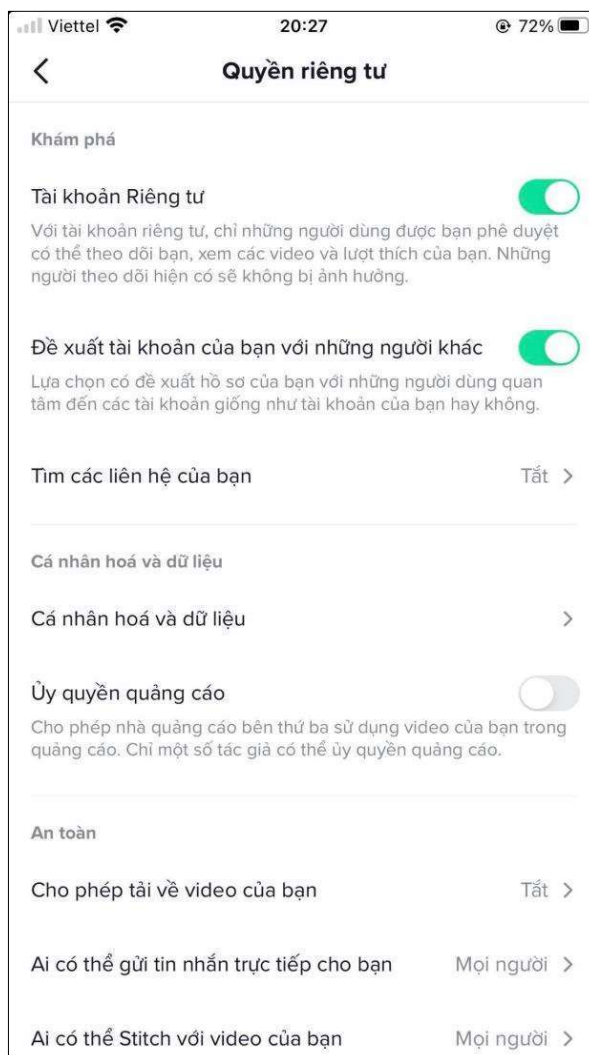 Viettel 20:27 72%
Quyền riêng tư
Khám phá
Tài khoản Riêng tư
Với tài khoản riêng tư, chỉ những người dùng được bạn phê duyệt
có thể theo dõi bạn, xem các video và lượt thích của bạn. Những
người theo dõi hiện có sẽ không bị ảnh hưởng.
Đề xuất tài khoản của bạn với những người khác
Lựa chọn có đề xuất hồ sơ của bạn với những người dùng quan
tâm đến các tài khoản giống như tài khoản của bạn hay không.
Tìm các liên hệ của bạn Tắt
Cá nhân hoá và dữ liệu
Cá nhân hoá và dữ liệu
Ủy quyền quảng cáo
Cho phép nhà quảng cáo bên thứ ba sử dụng video của bạn trong
quảng cáo. Chỉ một số tác giả có thể ủy quyền quảng cáo.
An toàn
Cho phép tải về video của bạn Tắt
Ai có thể gửi tin nhắn trực tiếp cho bạn Mọi người
Ai có thể Stitch với video của bạn Mọi người